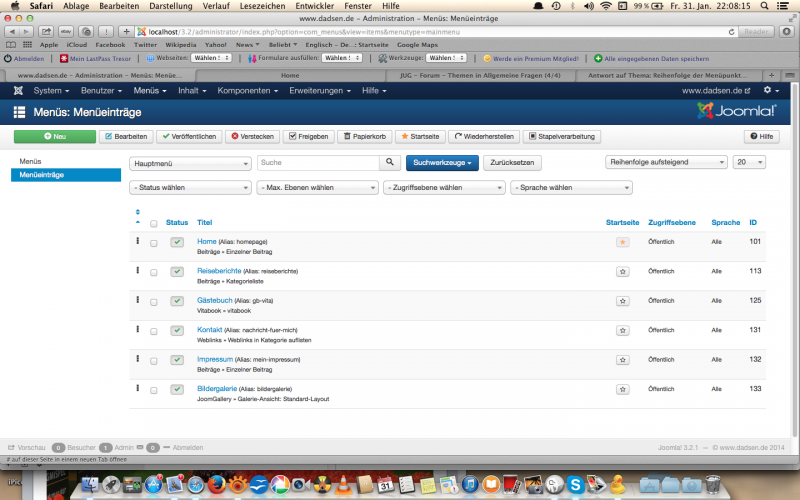 Safari Ablage Bearbeiten Darstellung Verlauf Lesezeichen Entwickler Fenster Hilfe 99 % Fr. 31. Jan. 22:08:15
www.dadsen.de – Administration – Menüs: Menüeinträge
localhost/3.2/administrator/index.php?option=com_menus&view=items&menutype=mainmenu Reader
Apple iCloud Facebook Twitter Wikipedia Yahoo! News Beliebt Englisch – De...: Startseite Google Maps
Abmelden Mein LastPass Tresor Webseiten: Wählen ! Formulare ausfüllen: Wählen ! Werkzeuge: Wählen ! Werde ein Premium Mitglied! Alle eingegebenen Daten speichern
www.dadsen.de – Administration – Menüs: Menüe... Home JUG – Forum – Themen in Allgemeine Fragen (4/4) Antwort auf Thema: Reihenfolge der Menüpunkt...
System Benutzer Menüs Inhalt Komponenten Erweiterungen Hilfe www.dadsen.de
Menüs: Menüeinträge Joomla!
Neu Bearbeiten Veröffentlichen Verstecken Freigeben Papierkorb Startseite Wiederherstellen Stapelverarbeitung Hilfe
Menüs
Menüeinträge
Hauptmenü Suche Suchwerkzeuge Zurücksetzen Reihenfolge aufsteigend 20
- Status wählen - Max. Ebenen wählen - Zugriffsebene wählen - Sprache wählen
Status Titel Startseite Zugriffsebene Sprache ID
Home (Alias: homepage) Öffentlich Alle 101
Beiträge » Einzelner Beitrag
Reiseberichte (Alias: reiseberichte) Öffentlich Alle 113
Beiträge » Kategorieliste
Gästebuch (Alias: gb-vita) Öffentlich Alle 125
Vitabook » vitabook
Kontakt (Alias: nachricht-fuer-mich) Öffentlich Alle 131
Weblinks » Weblinks in Kategorie auflisten
Impressum (Alias: mein-impressum) Öffentlich Alle 132
Beiträge » Einzelner Beitrag
Bildergalerie (Alias: bildergalerie) Öffentlich Alle 133
JoomGallery » Galerie-Ansicht: Standard-Layout
Vorschau 0 Besucher 1 Admin 0 Abmelden Joomla! 3.2.1 — © www.dadsen.de 2014
# auf dieser Seite in einem neuen Tab öffnen
31